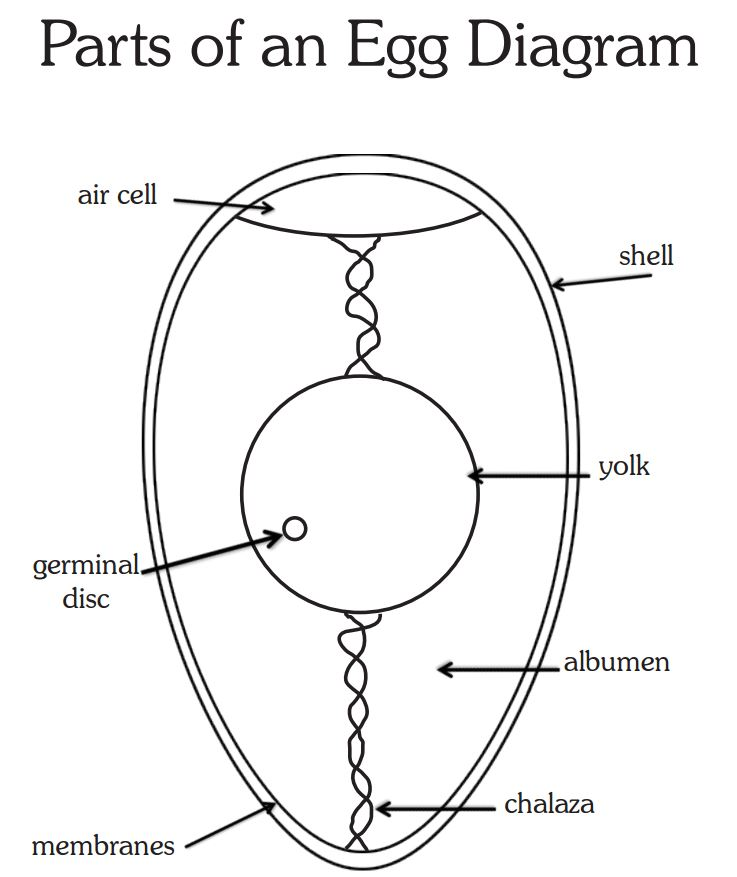 Parts of an Egg Diagram
air cell
shell
yolk
germinal
disc
albumen
chalaza
membranes